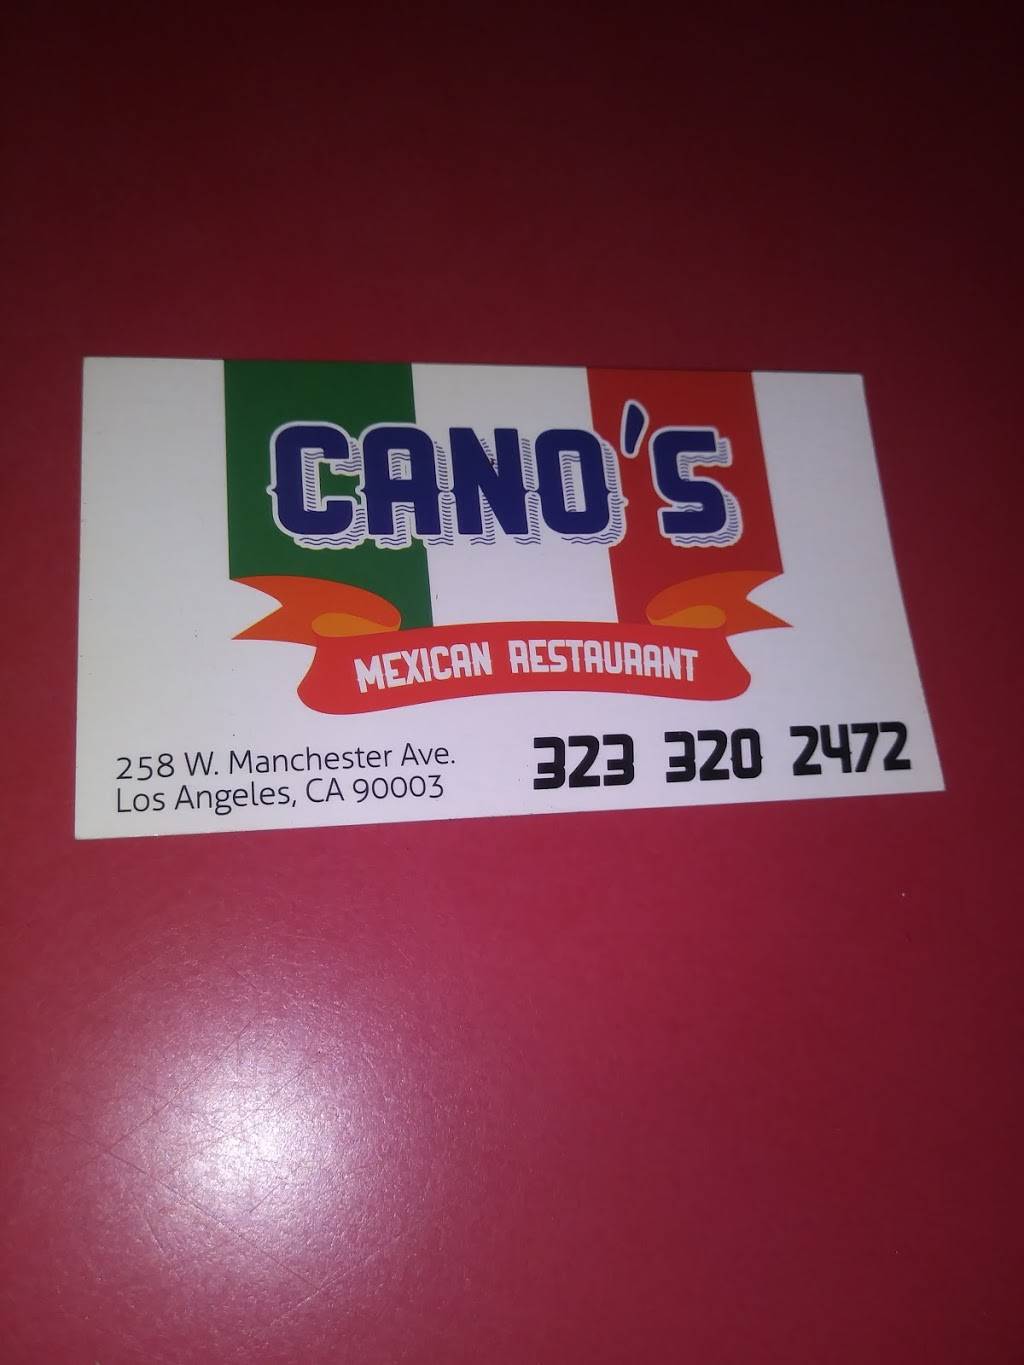 CANO'S
MEXICAN RESTAURANT
258 W. Manchester Ave.
Los Angeles, CA 90003
323 320 2472